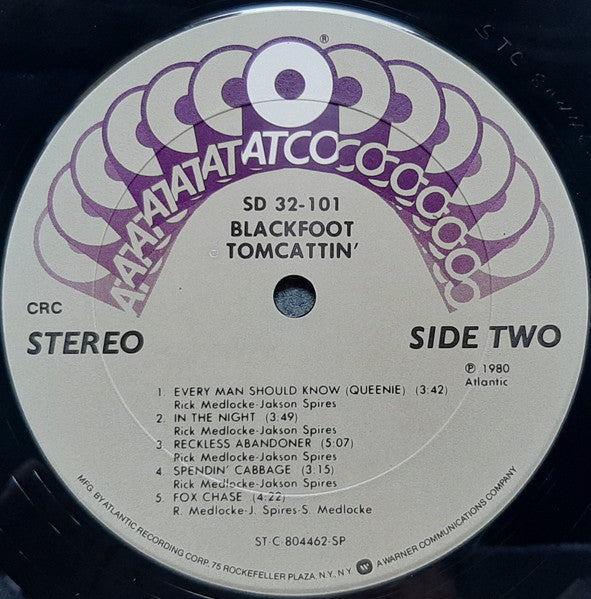 STC 804462
ATATATATATATCOCOCOCOCOCO®
SD 32-101
BLACKFOOT
TOMCATTIN'
CRC
STEREO
SIDE TWO
℗ 1980
Atlantic
1. EVERY MAN SHOULD KNOW (QUEENIE) (3:42)
Rick Medlocke-Jakson Spires
2. IN THE NIGHT (3:49)
Rick Medlocke-Jakson Spires
3. RECKLESS ABANDONER (5:07)
Rick Medlocke-Jakson Spires
4. SPENDIN' CABBAGE (3:15)
Rick Medlocke-Jakson Spires
5. FOX CHASE (4:22)
R. Medlocke-J. Spires-S. Medlocke
ST-C-804462-SP
MFG. BY ATLANTIC RECORDING CORP. 75 ROCKEFELLER PLAZA, N.Y. N.Y. A WARNER COMMUNICATIONS COMPANY